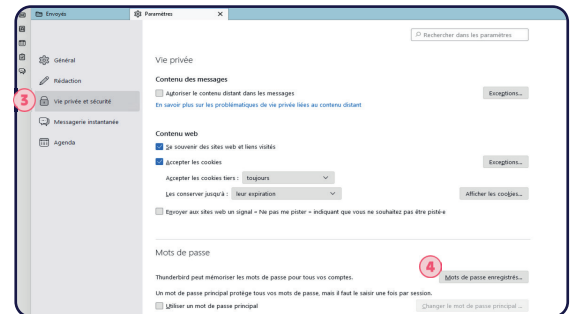 Envoyés
Paramètres
Rechercher dans les paramètres
Général
Rédaction
3
Vie privée et sécurité
Messagerie instantanée
Agenda
Vie privée
Contenu des messages
Autoriser le contenu distant dans les messages
Exceptions...
En savoir plus sur les problématiques de vie privée liées au contenu distant
Contenu web
Se souvenir des sites web et liens visités
Accepter les cookies
Exceptions...
Accepter les cookies tiers : toujours
Les conserver jusqu'à : leur expiration
Afficher les cookies...
Envoyer aux sites web un signal « Ne pas me pister » indiquant que vous ne souhaitez pas être pisté·e
Mots de passe
4
Thunderbird peut mémoriser les mots de passe pour tous vos comptes.
Mots de passe enregistrés...
Un mot de passe principal protège tous vos mots de passe, mais il faut le saisir une fois par session.
Utiliser un mot de passe principal
Changer le mot de passe principal ...